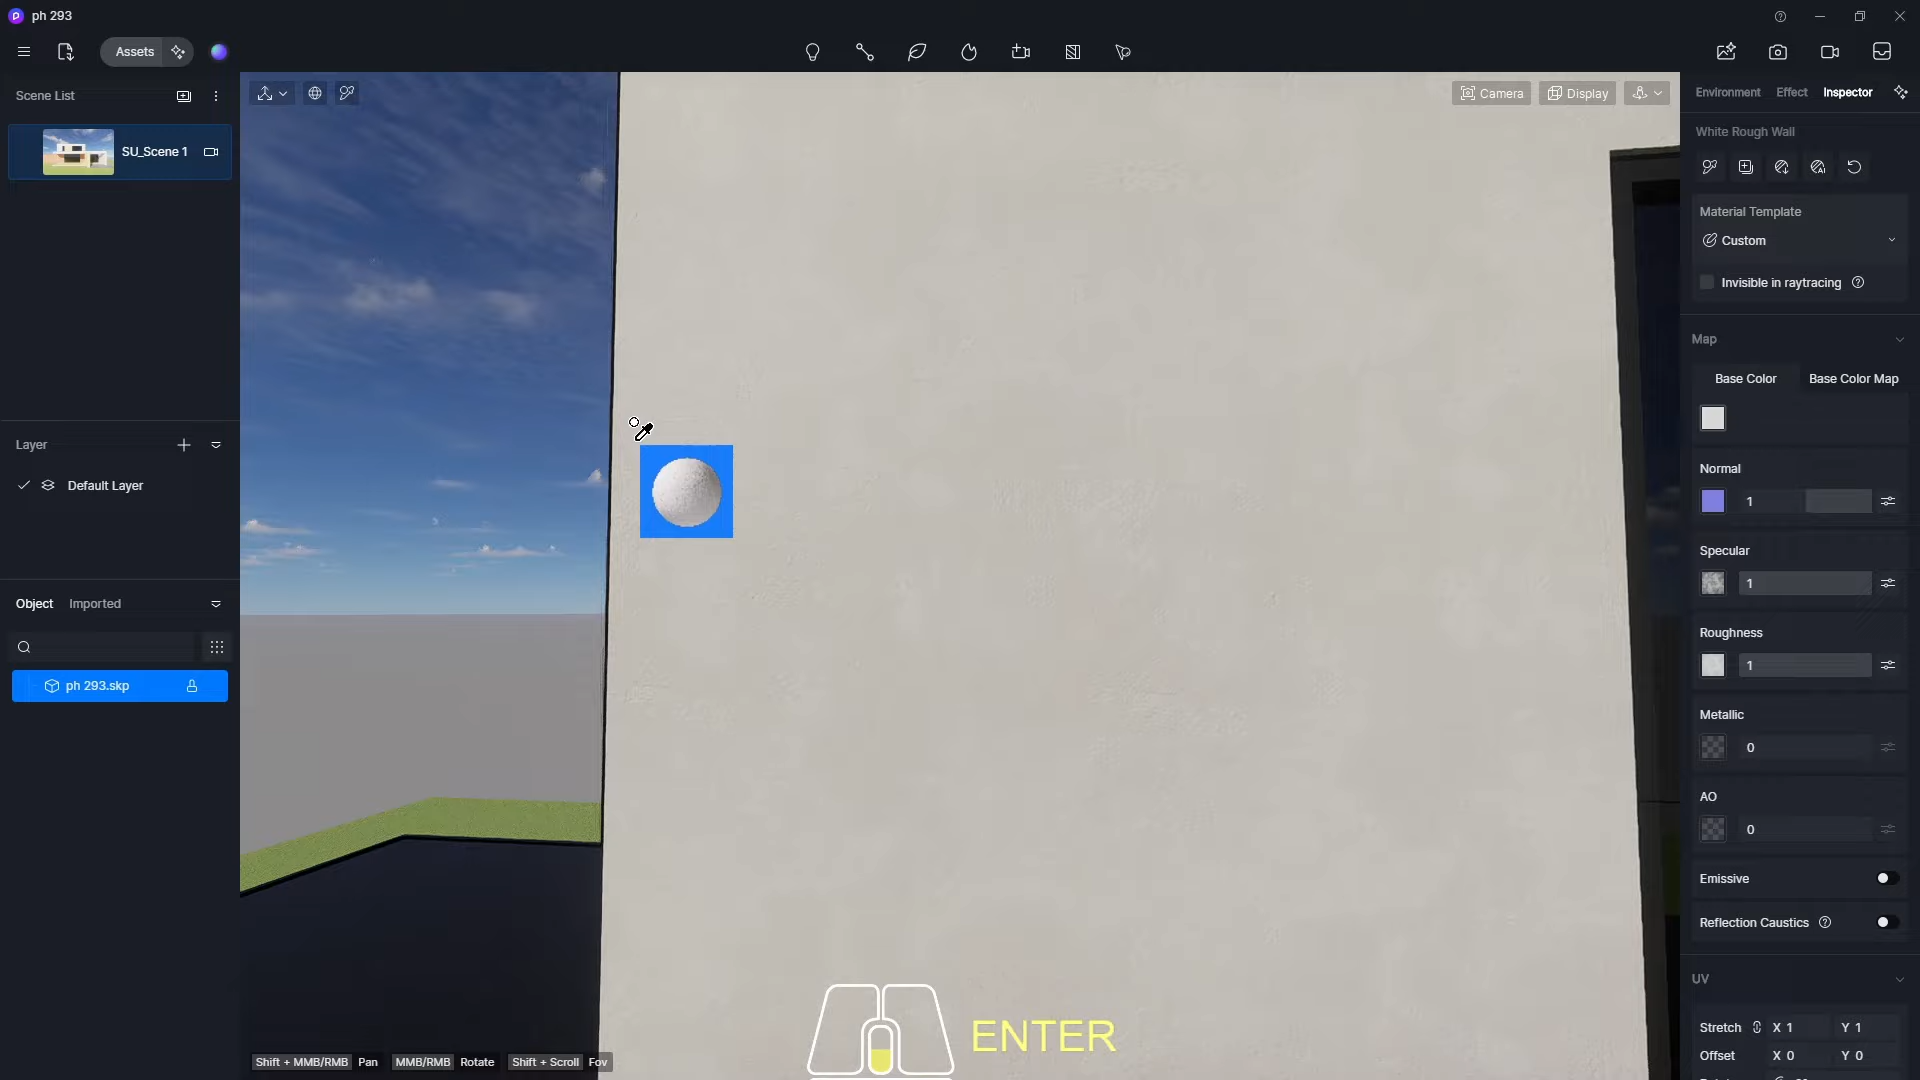 ph 293
Assets
Scene List
SU_Scene 1
Layer
Default Layer
Object
Imported
ph 293.skp
Camera
Display
Shift + MMB/RMB Pan MMB/RMB Rotate Shift + Scroll Fov
ENTER
Environment Effect Inspector
White Rough Wall
Material Template
Custom
Invisible in raytracing
Map
Base Color Base Color Map
Normal
1
Specular
1
Roughness
1
Metallic
0
AO
0
Emissive
Reflection Caustics
UV
Stretch X 1 Y 1
Offset X 0 Y 0